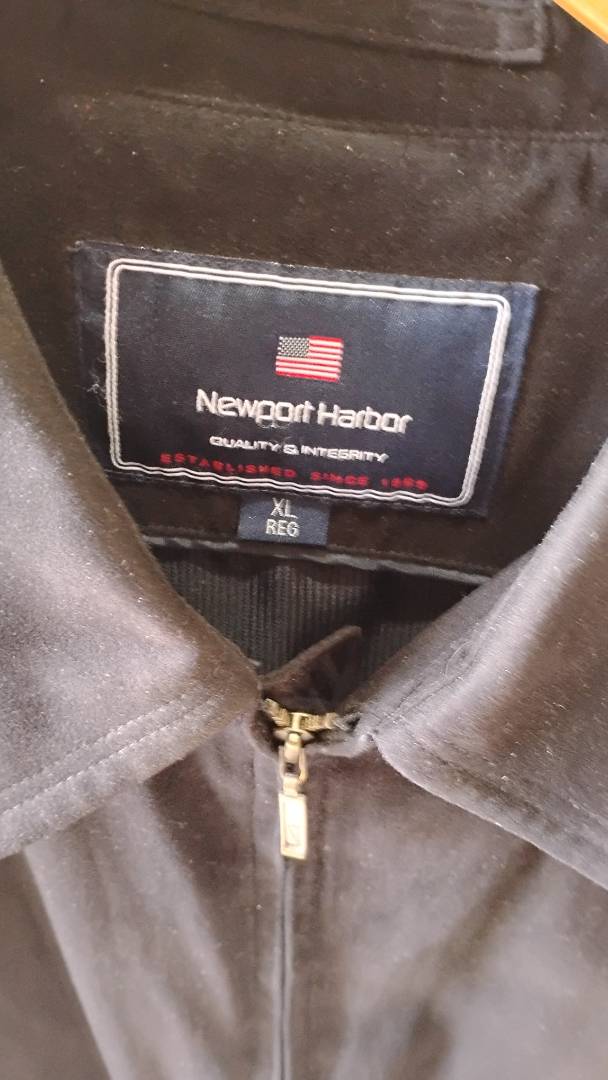 Newport Harbor
QUALITY & INTEGRITY
ESTABLISHED SINCE
XL
REG